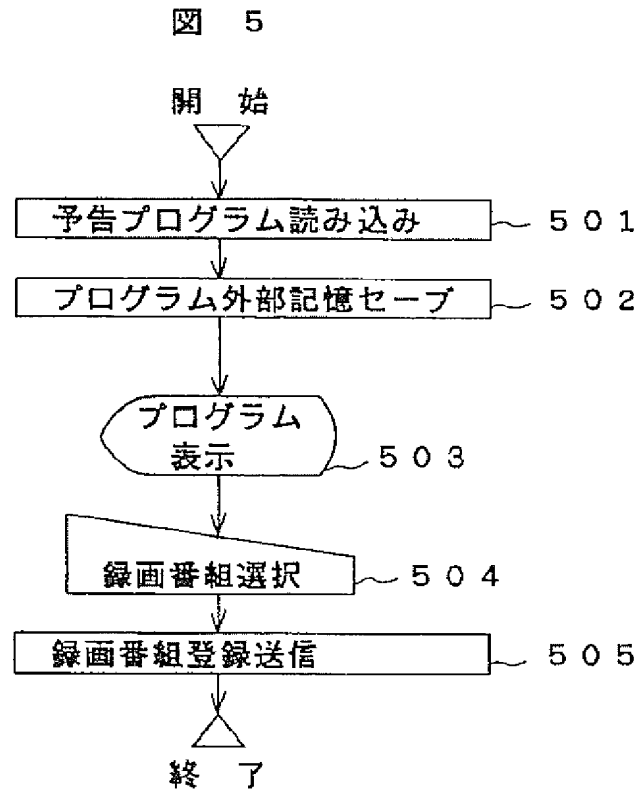 図 5
開 始
予告プログラム読み込み 501
プログラム外部記憶セーブ 502
プログラム
表示 503
録画番組選択 504
録画番組登録送信 505
終 了